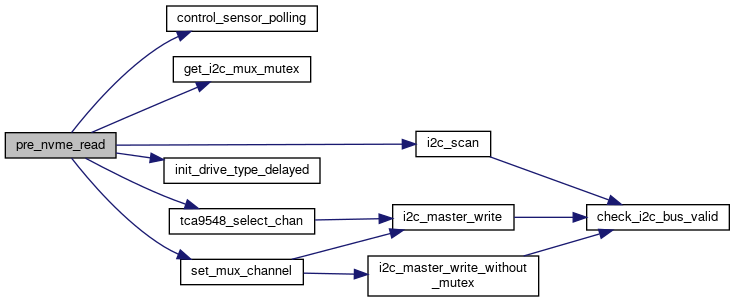 control_sensor_polling
get_i2c_mux_mutex
pre_nvme_read
i2c_scan
init_drive_type_delayed
tca9548_select_chan
i2c_master_write
check_i2c_bus_valid
set_mux_channel
i2c_master_write_without
_mutex